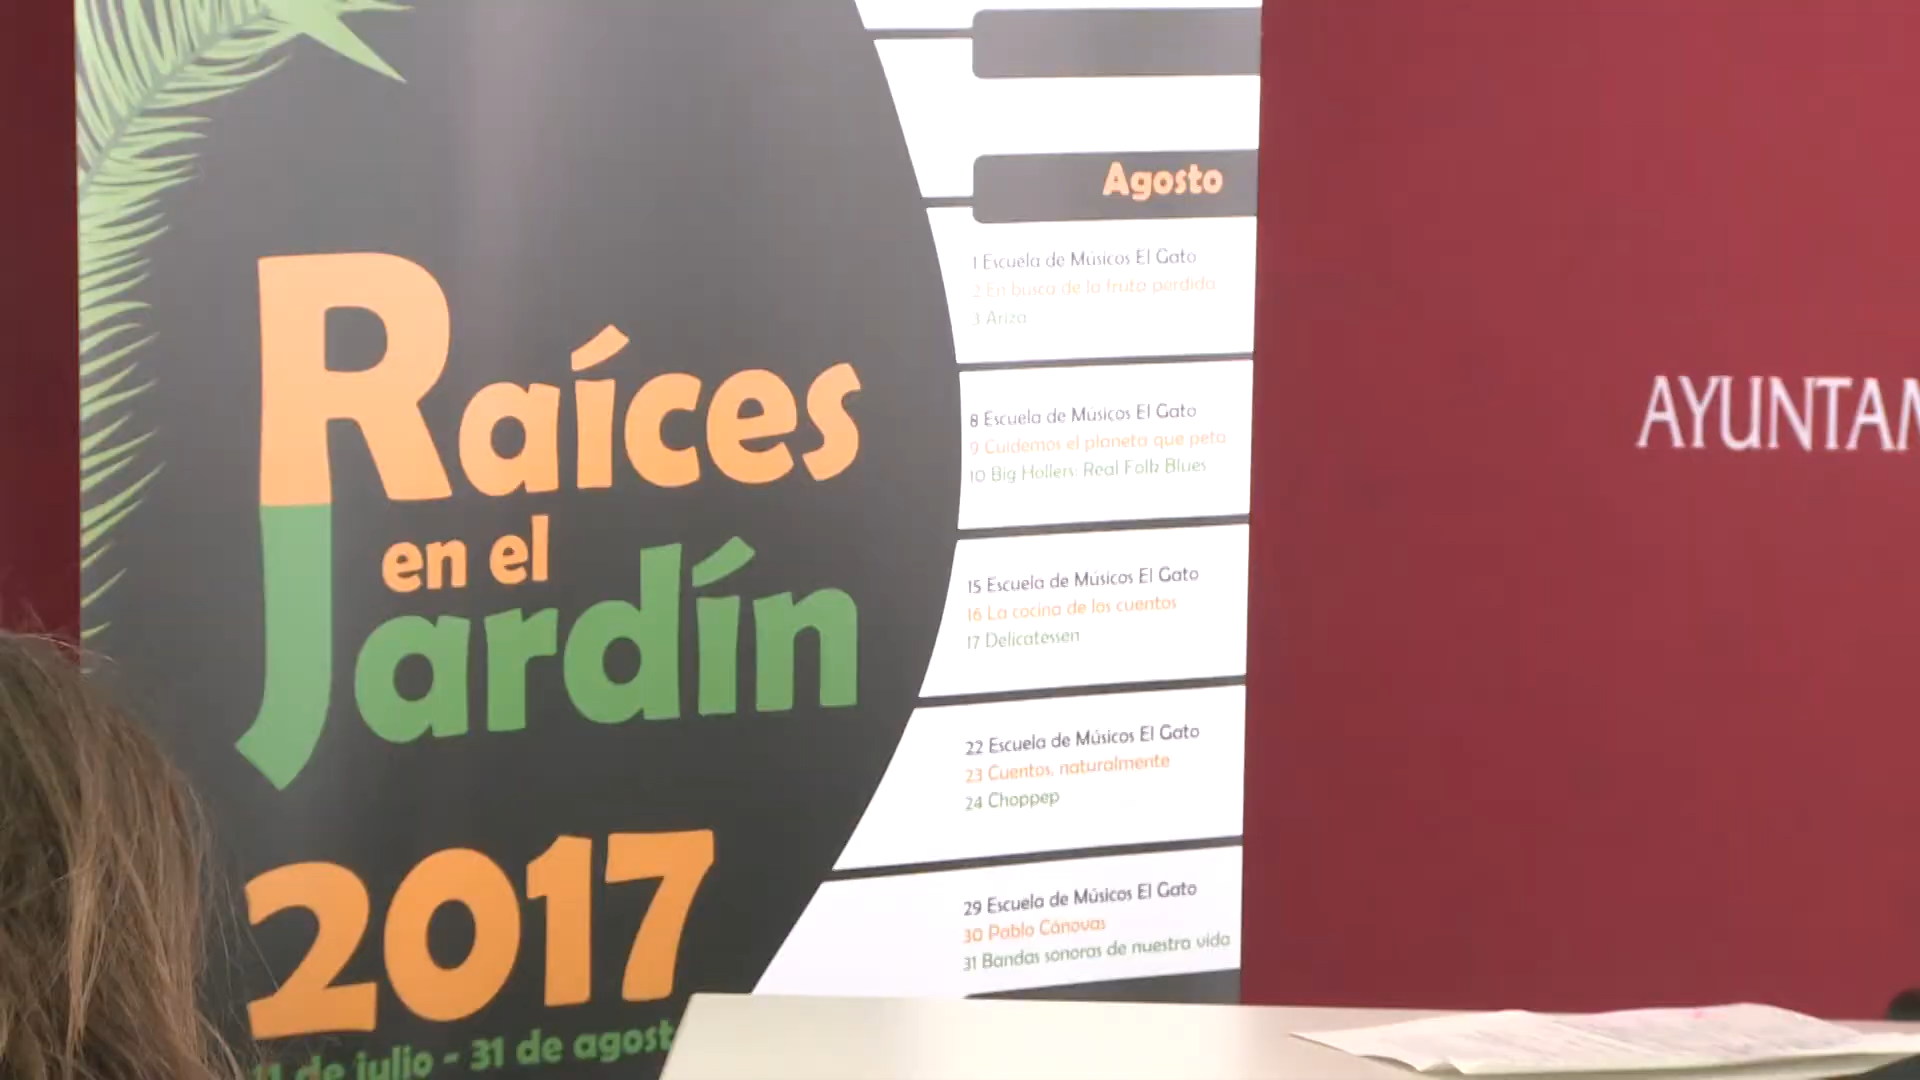 Raíces
en el
Jardín
2017
11 de julio - 31 de agost
Agosto
1 Escuela de Músicos El Gato
2 En busca de la fruta perdida
3 Ariza
8 Escuela de Músicos El Gato
9 Cuidemos el planeta que peta
10 Big Hollers: Real Folk Blues
15 Escuela de Músicos El Gato
16 La cocina de los cuentos
17 Delicatessen
22 Escuela de Músicos El Gato
23 Cuentos, naturalmente
24 Choppep
29 Escuela de Músicos El Gato
30 Pablo Cánovas
31 Bandas sonoras de nuestra vida
AYUNTAM